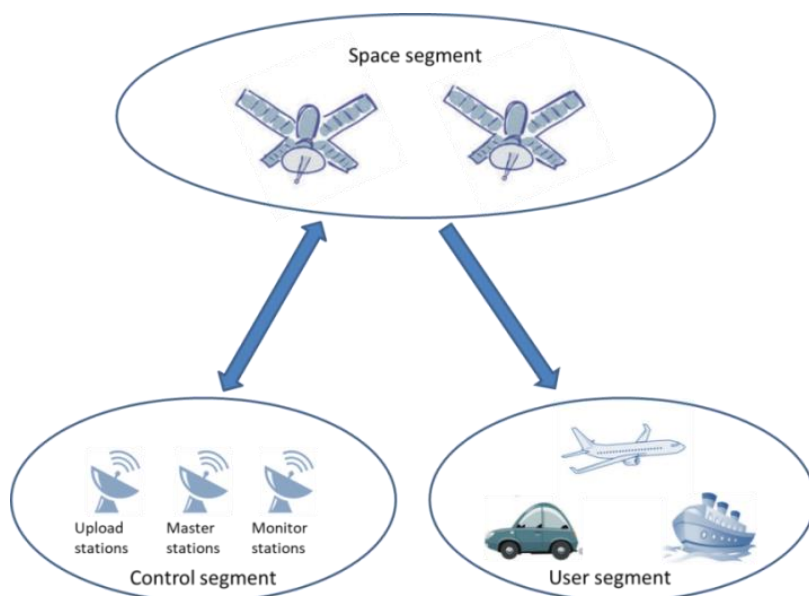 Space segment
Upload stations
Master stations
Monitor stations
Control segment
User segment